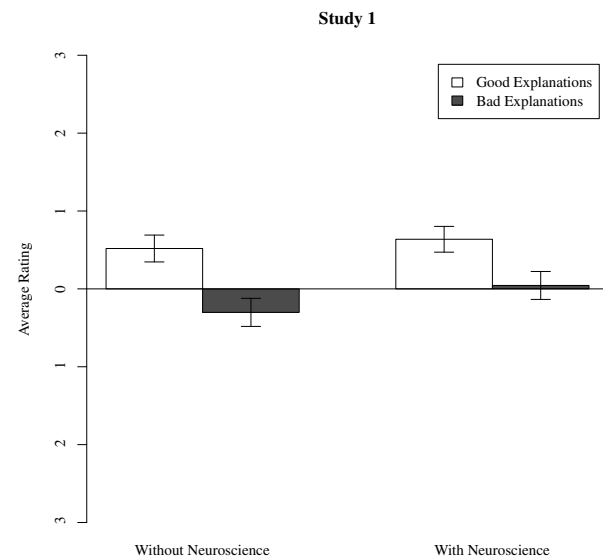 Study 1
3
2
1
0
1
2
3
Average Rating
Good Explanations
Bad Explanations
Without Neuroscience
With Neuroscience